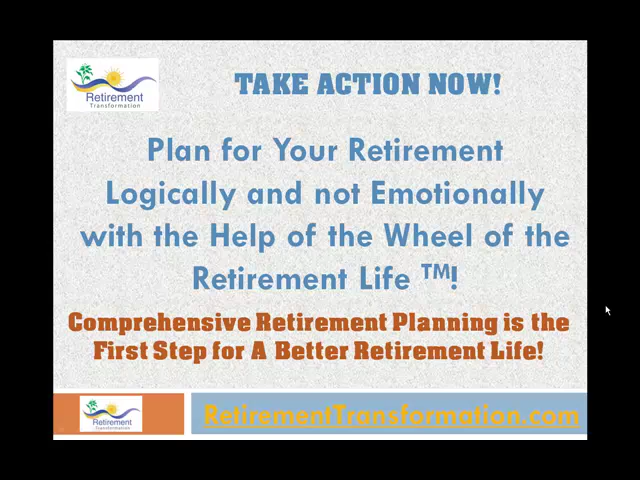 Retirement
Transformation
TAKE ACTION NOW!
Plan for Your Retirement
Logically and not Emotionally
with the Help of the Wheel of the
Retirement Life ™!
Comprehensive Retirement Planning is the
First Step for A Better Retirement Life!
Retirement
Transformation
RetirementTransformation.com